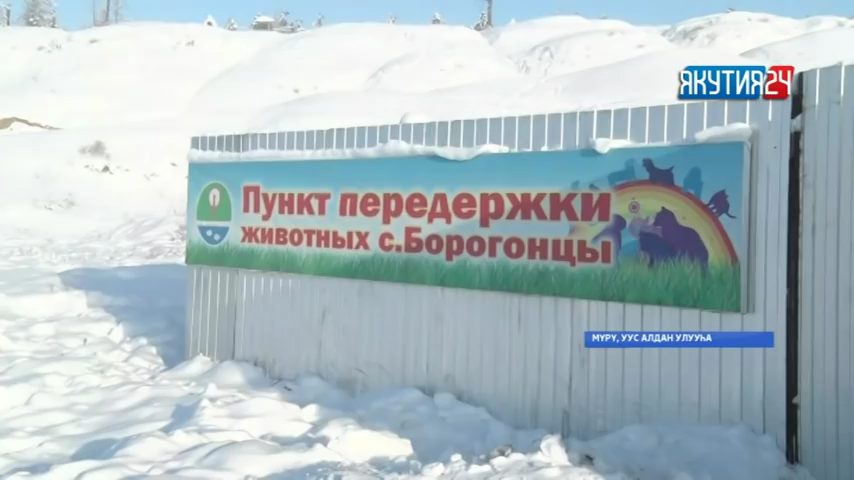 ЯКУТИЯ24
Пункт передержки
животных с.Борогонцы
МҮРҮ, УУС АЛДАН УЛУУҺА